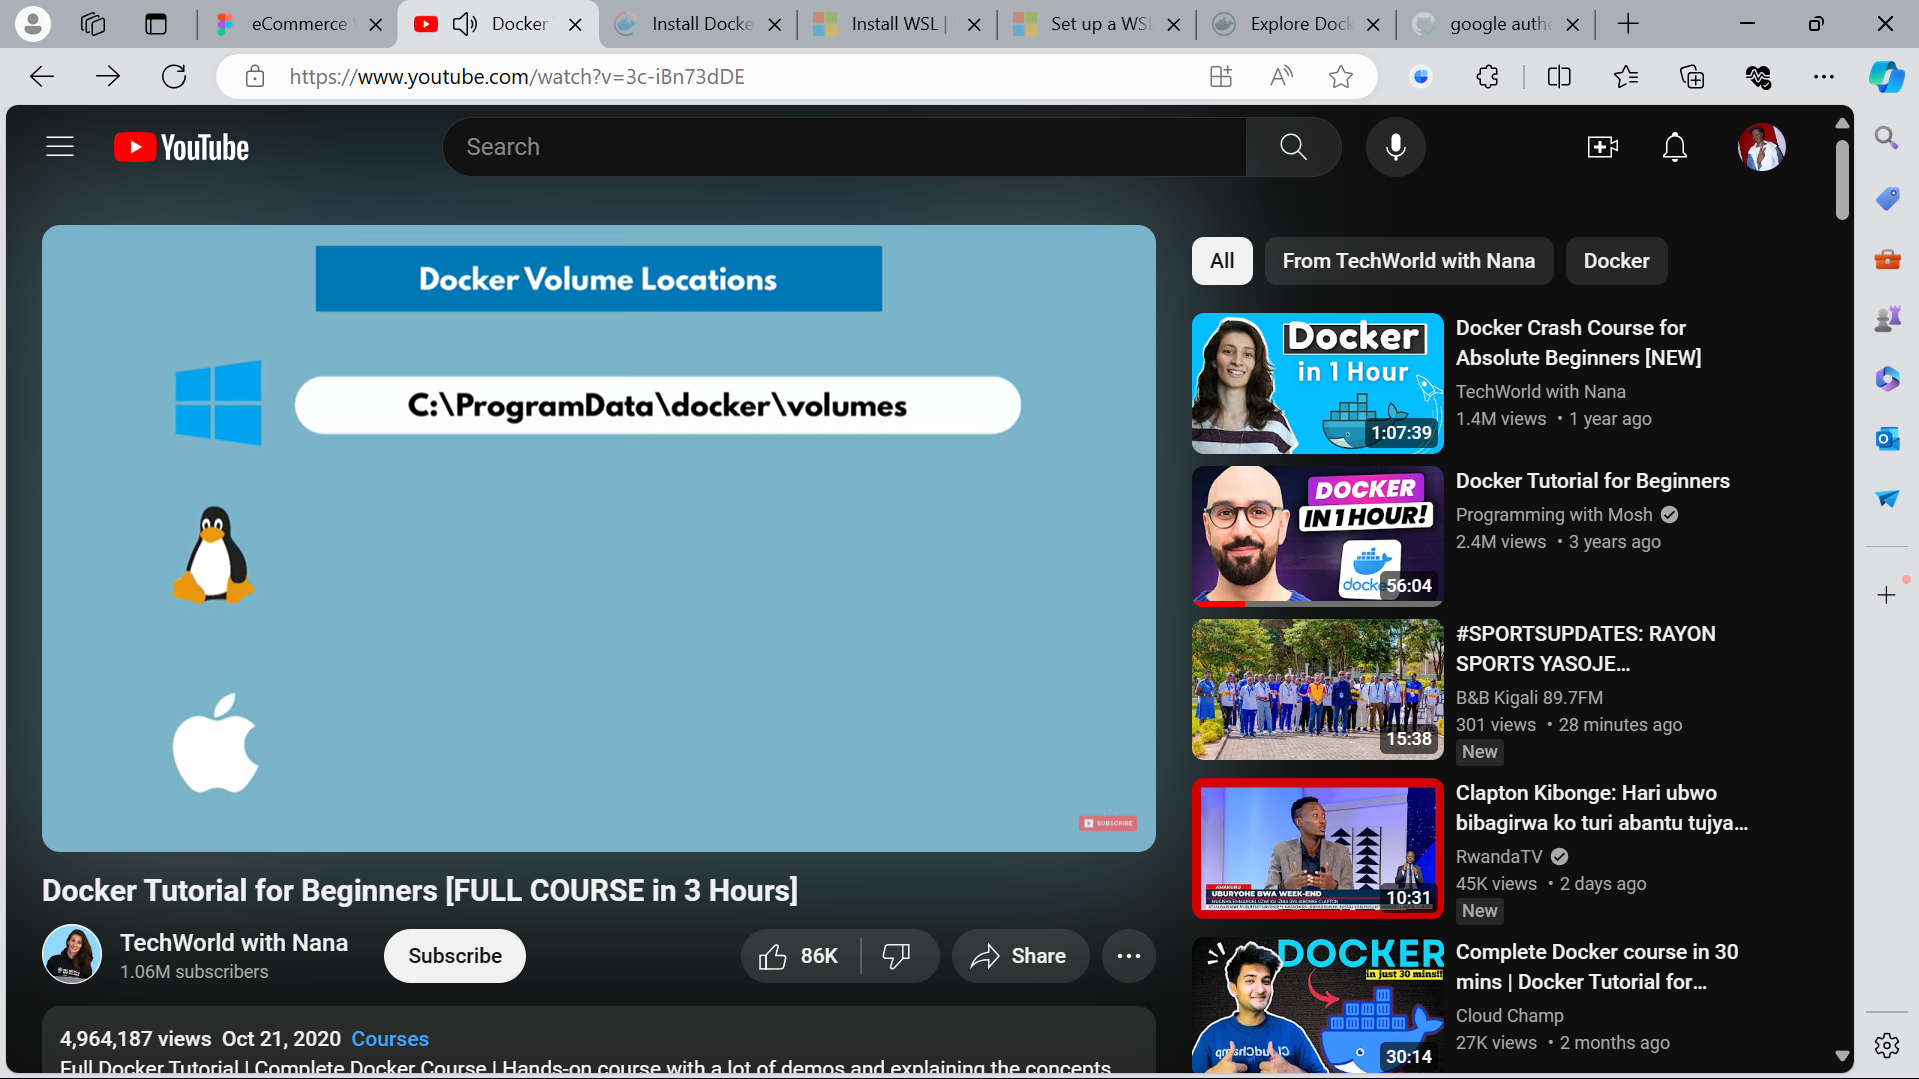 eCommerce
Docker
Install Docke
Install WSL |
Set up a WSL
Explore Dock
google authe
https://www.youtube.com/watch?v=3c-iBn73dDE
YouTube
Search
Docker Volume Locations
C:\ProgramData\docker\volumes
SUBSCRIBE
Docker Tutorial for Beginners [FULL COURSE in 3 Hours]
TechWorld with Nana
1.06M subscribers
Subscribe
86K
Share
4,964,187 views Oct 21, 2020 Courses
Full Docker Tutorial | Complete Docker Course | Hands-on course with a lot of demos and explaining the concepts
All
From TechWorld with Nana
Docker
Docker
in 1 Hour
1:07:39
Docker Crash Course for
Absolute Beginners [NEW]
TechWorld with Nana
1.4M views • 1 year ago
DOCKER
IN 1 HOUR!
docke
56:04
Docker Tutorial for Beginners
Programming with Mosh
2.4M views • 3 years ago
15:38
#SPORTSUPDATES: RAYON
SPORTS YASOJE...
B&B Kigali 89.7FM
301 views • 28 minutes ago
New
AMAKURU
UBURYOHE BWA WEEK-END
10:31
Clapton Kibonge: Hari ubwo
bibagirwa ko turi abantu tujya...
RwandaTV
45K views • 2 days ago
New
DOCKER
in just 30 mins!!
30:14
Complete Docker course in 30
mins | Docker Tutorial for...
Cloud Champ
27K views • 2 months ago